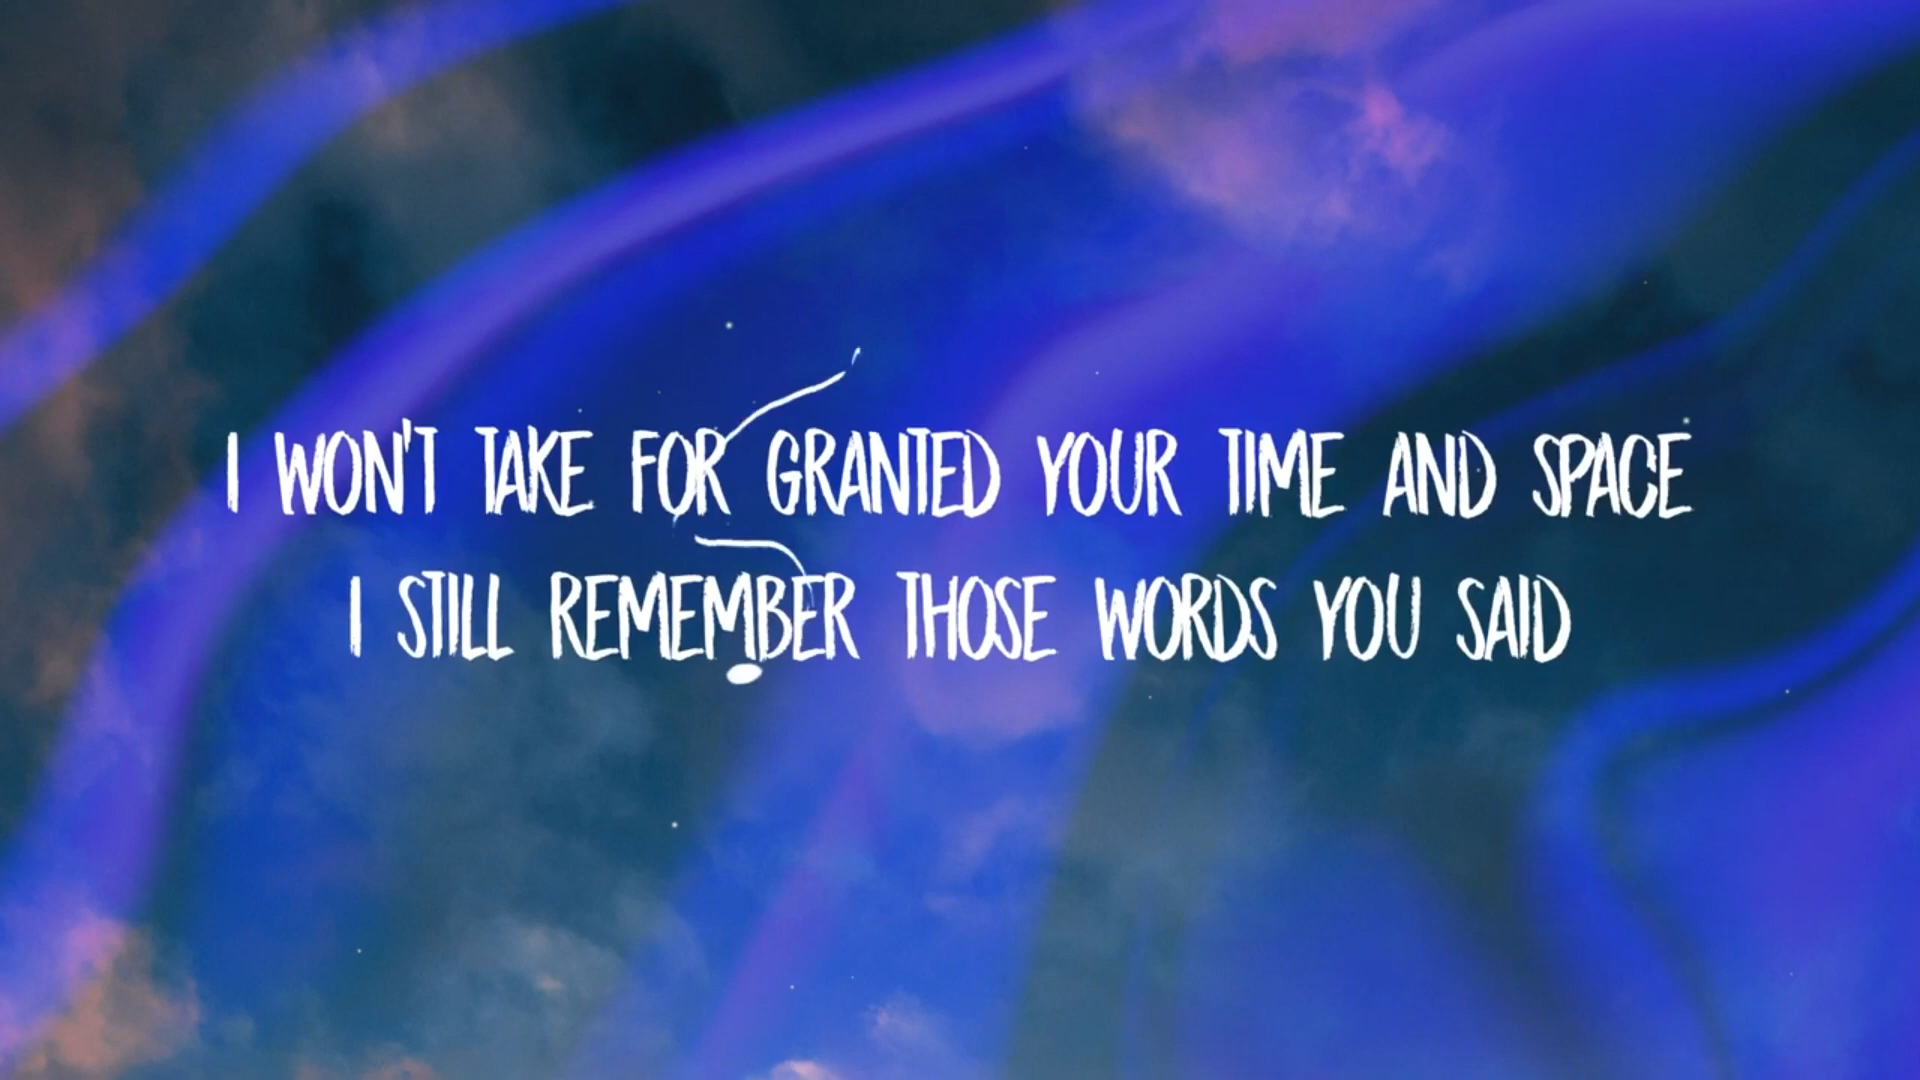 I WON'T TAKE FOR GRANTED YOUR TIME AND SPACE
I STILL REMEMBER THOSE WORDS YOU SAID